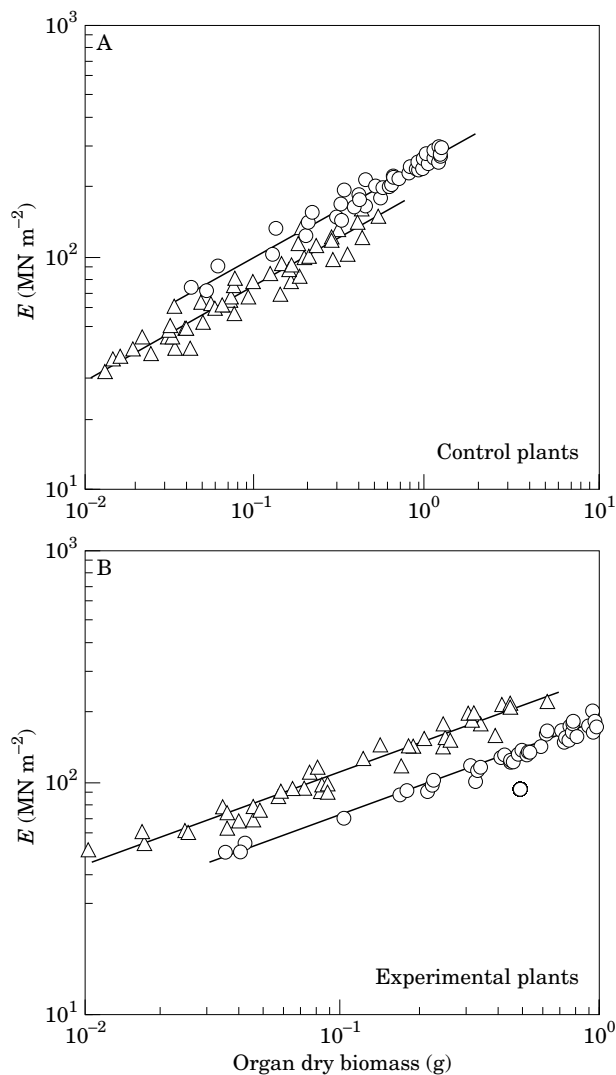 10³
A
E (MN m⁻²)
10²
Control plants
10¹
10⁻² 10⁻¹ 10⁰ 10¹
10³
B
E (MN m⁻²)
10²
Experimental plants
10¹
10⁻² 10⁻¹ 10⁰
Organ dry biomass (g)